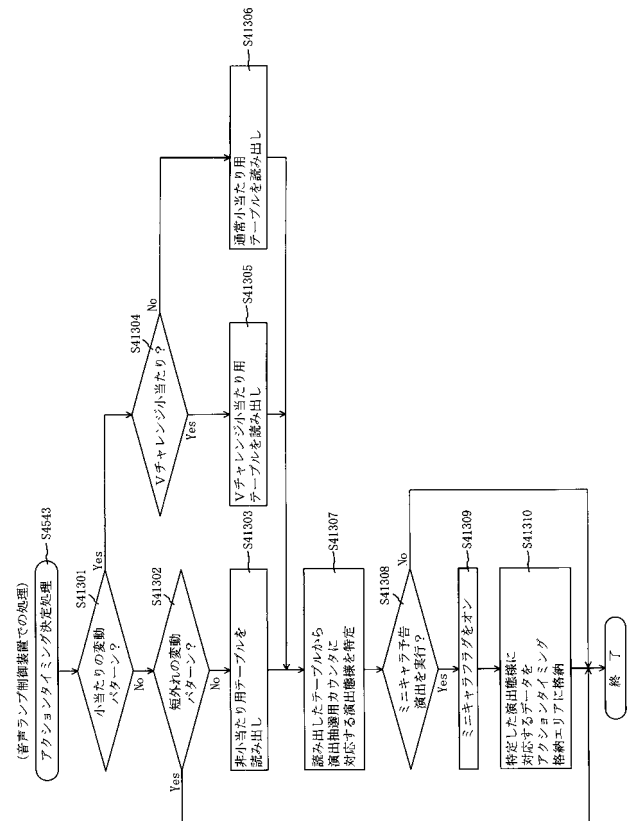 (音声ランプ制御装置での処理)
アクションタイミング決定処理
S4543
小当たりの変動
パターン?
S41301
Yes
No
短外れの変動
パターン?
S41302
Yes
No
非小当たり用テーブルを
読み出し
S41303
Vチャレンジ小当たり?
S41304
Yes
No
Vチャレンジ小当たり用
テーブルを読み出し
S41305
通常小当たり用
テーブルを読み出し
S41306
読み出したテーブルから
演出抽選用カウンタに
対応する演出態様を特定
S41307
ミニキャラ予告
演出を実行?
S41308
Yes
No
ミニキャラフラグをオン
S41309
特定した演出態様に
対応するデータを
アクションタイミング
格納エリアに格納
S41310
終 了